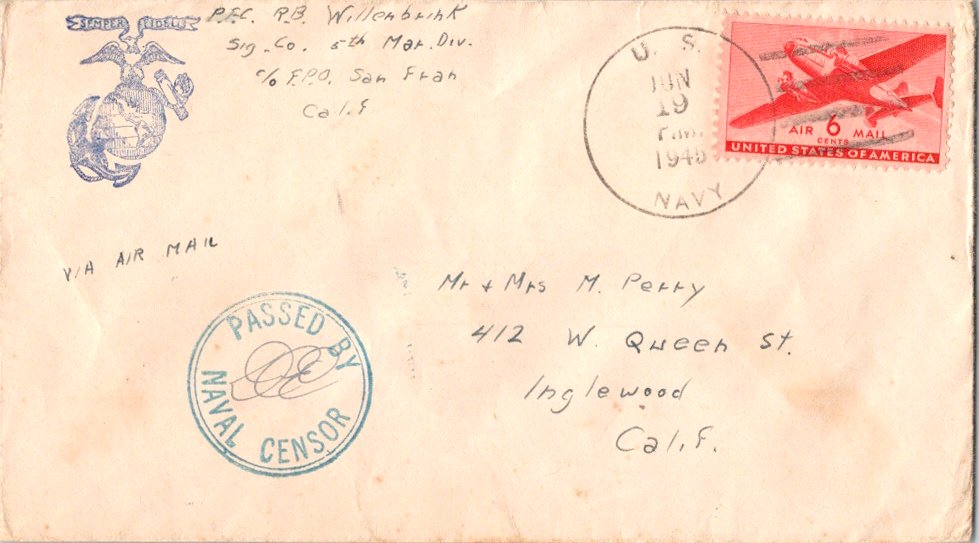 SEMPER FIDELIS
P.F.C. R.B. Willenbrink
Sig. Co. 5th Mar. Div.
c/o F.P.O. San Fran
Calif
U. S.
JUN
19
1945
NAVY
AIR 6 MAIL
CENTS
UNITED STATES OF AMERICA
VIA AIR MAIL
PASSED BY
NAVAL CENSOR
Mr + Mrs M. Perry
412 W. Queen St.
Inglewood
Calif.